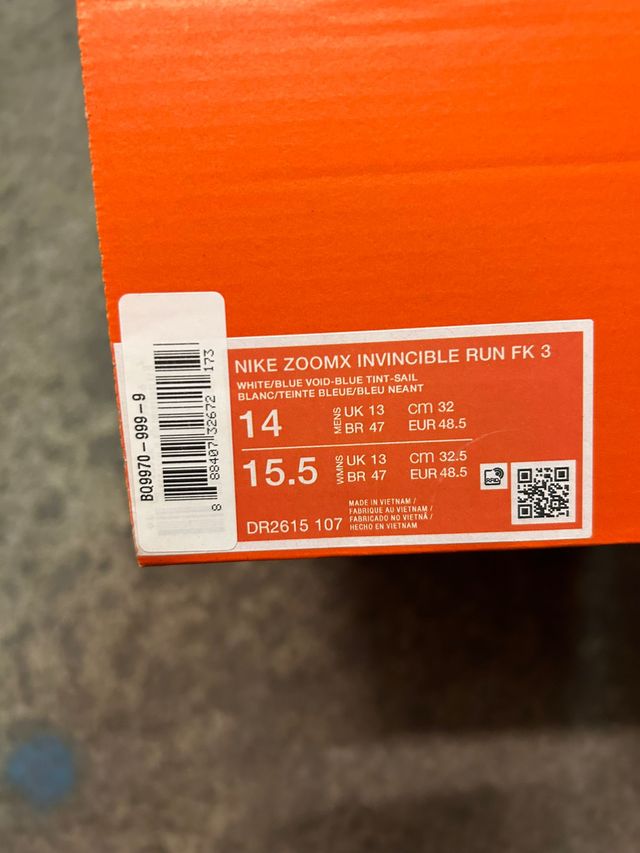 BQ9970-999-9
8 88407 32672 173
NIKE ZOOMX INVINCIBLE RUN FK 3
WHITE/BLUE VOID-BLUE TINT-SAIL
BLANC/TEINTE BLEUE/BLEU NEANT
14 MENS UK 13 cm 32
BR 47 EUR 48.5
15.5 WMNS UK 13 cm 32.5
BR 47 EUR 48.5
DR2615 107
MADE IN VIETNAM /
FABRIQUE AU VIETNAM /
FABRICADO NO VIETNÃ /
HECHO EN VIETNAM